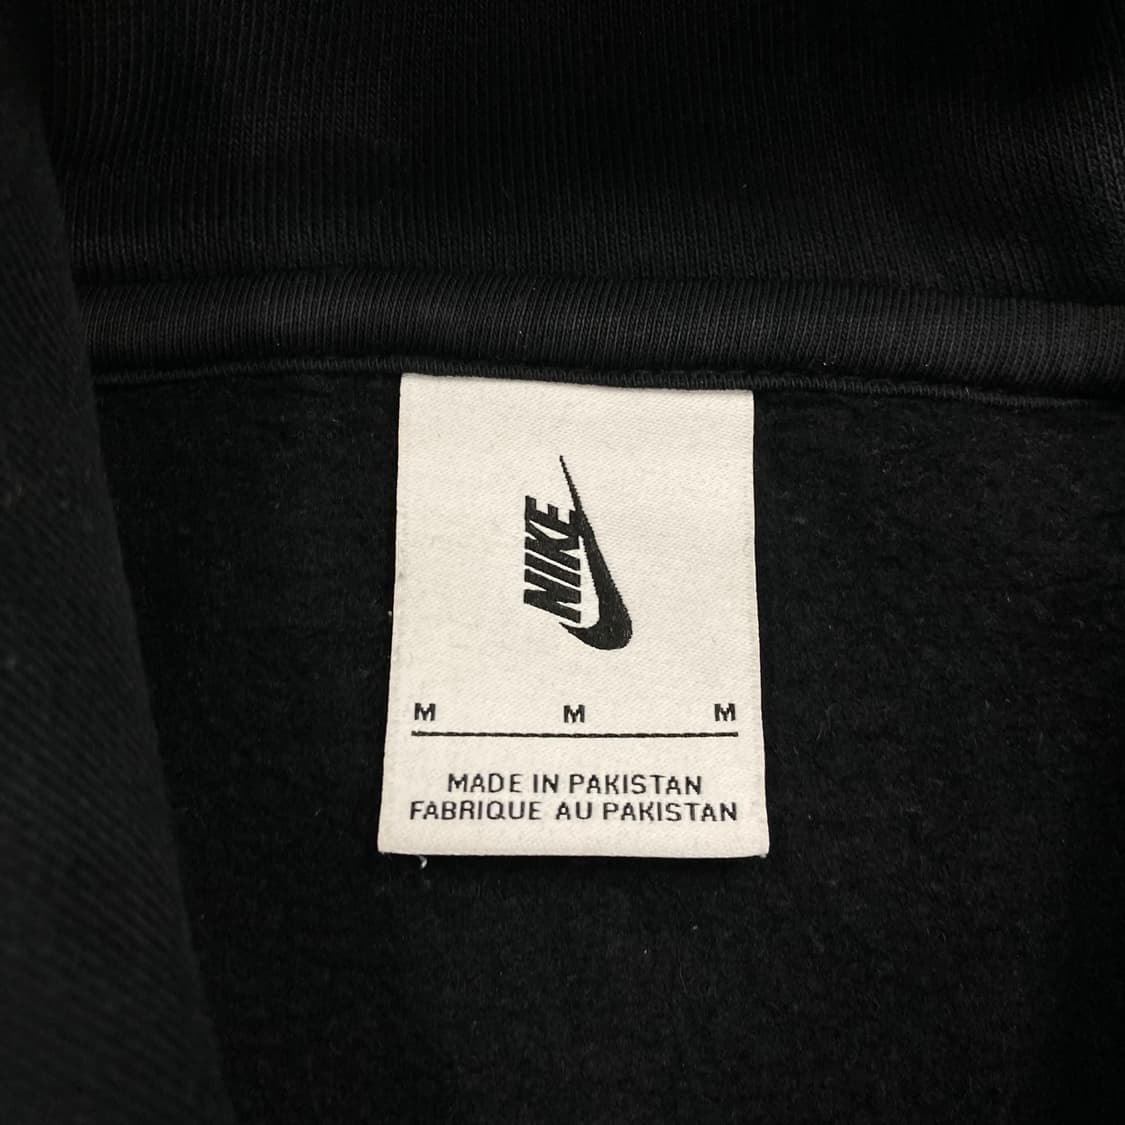 NIKE
M M M
MADE IN PAKISTAN
FABRIQUE AU PAKISTAN